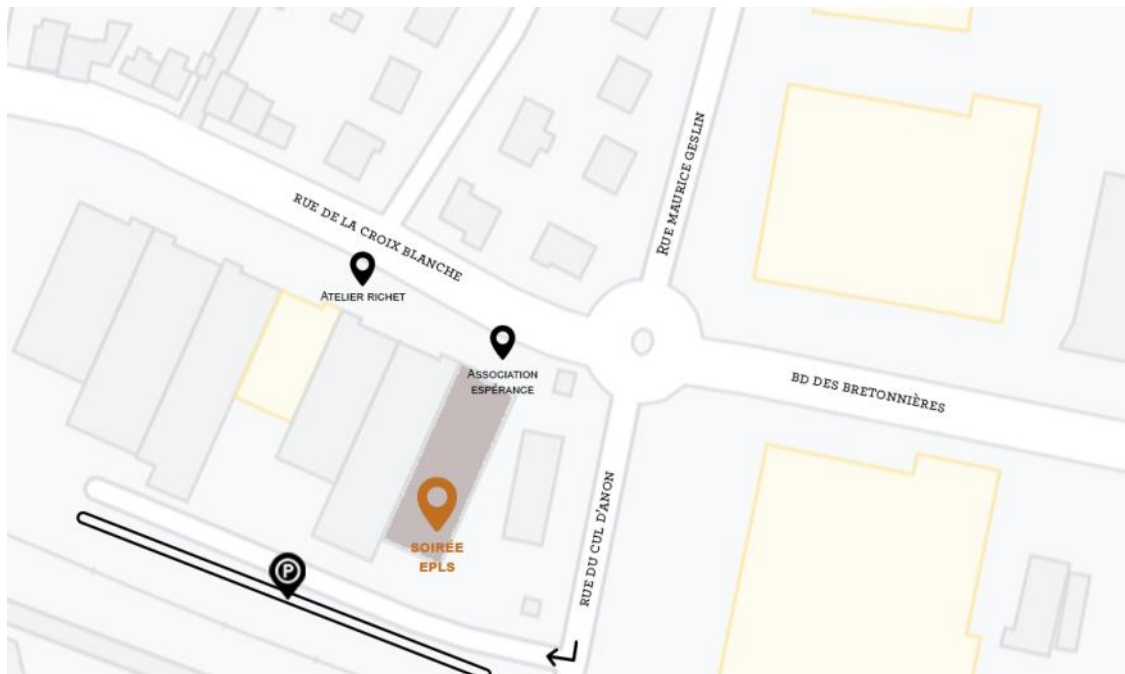 RUE MAURICE GESLIN
RUE DE LA CROIX BLANCHE
ATELIER RICHET
ASSOCIATION
ESPÉRANCE
BD DES BRETONNIÈRES
RUE DU CUL D'ANON
SOIRÉE
EPLS
P